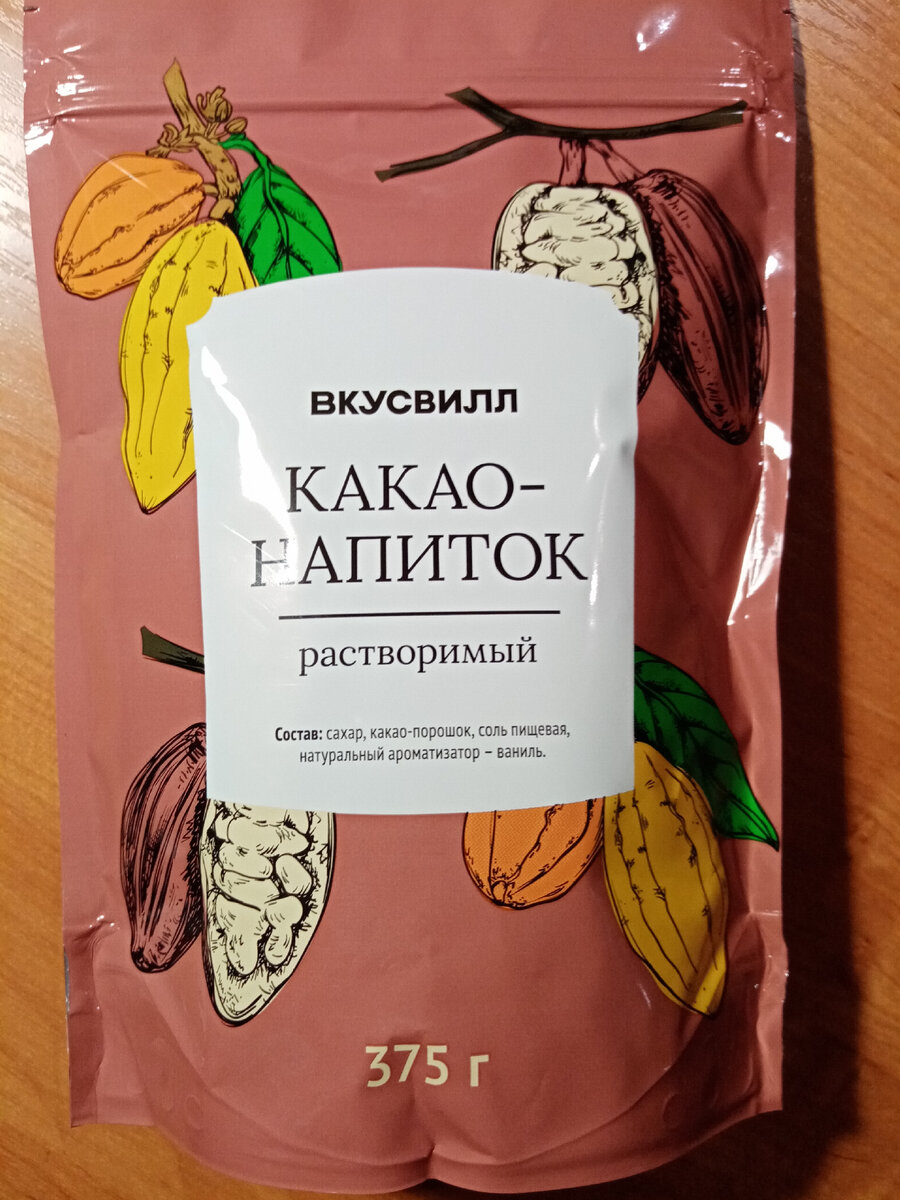 ВКУСВИЛЛ
КАКАО-
НАПИТОК
растворимый
Состав: сахар, какао-порошок, соль пищевая,
натуральный ароматизатор – ваниль.
375 г